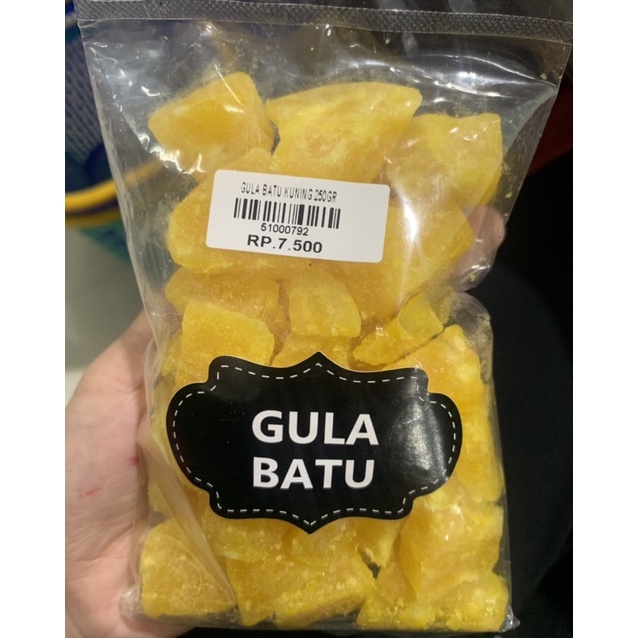 GULA BATU KUNING 250GR
51000792
RP.7.500
GULA
BATU